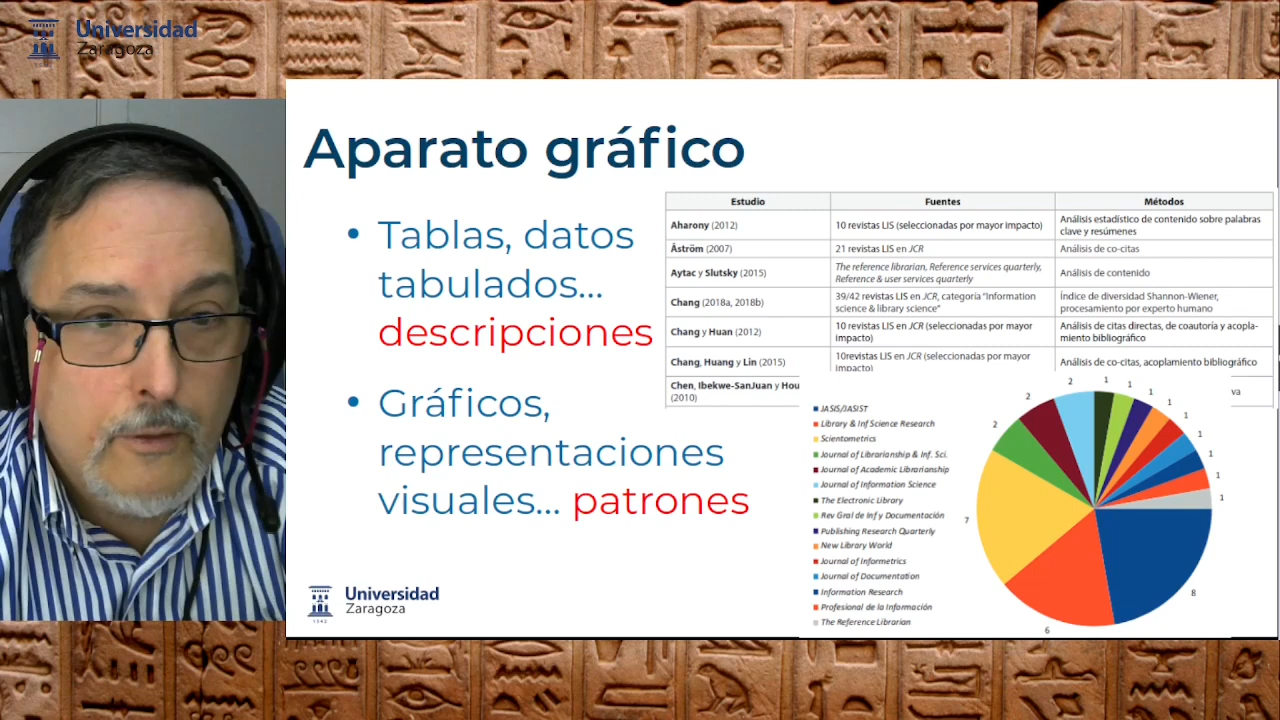 Universidad
Zaragoza
Aparato gráfico
• Tablas, datos
tabulados...
descripciones
• Gráficos,
representaciones
visuales... patrones
Universidad
Zaragoza
1542
Estudio Fuentes Métodos
Aharony (2012) 10 revistas LIS (seleccionadas por mayor impacto) Análisis estadístico de contenido sobre palabras
clave y resúmenes
Åström (2007) 21 revistas LIS en JCR Análisis de co-citas
Aytac y Slutsky (2015) The reference librarian, Reference services quarterly,
Reference & user services quarterly
Análisis de contenido
Chang (2018a, 2018b) 39/42 revistas LIS en JCR, categoría "Information
science & library science"
Índice de diversidad Shannon-Wiener,
procesamiento por experto humano
Chang y Huan (2012) 10 revistas LIS en JCR (seleccionadas por mayor
impacto)
Análisis de citas directas, de coautoría y acopla-
miento bibliográfico
Chang, Huang y Lin (2015) 10revistas LIS en JCR (seleccionadas por mayor
impacto)
Análisis de co-citas, acoplamiento bibliográfico
Chen, Ibekwe-SanJuan y Hou
(2010)
va
JASIS/JASIST
Library & Inf Science Research
Scientometrics
Journal of Librarianship & Inf. Sci.
Journal of Academic Librarianship
Journal of Information Science
The Electronic Library
Rev Gral de Inf y Documentación
Publishing Research Quarterly
New Library World
Journal of Informetrics
Journal of Documentation
Information Research
Profesional de la Información
The Reference Librarian
8
6
7
2
2
2
1
1
1
1
1
1
1
1
1